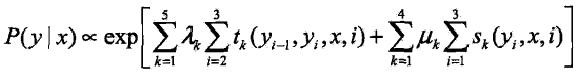 P(y | x) ∝ exp[ ∑_{k=1}^{5} λ_k ∑_{i=2}^{3} t_k (y_{i-1}, y_i, x, i) + ∑_{k=1}^{4} μ_k ∑_{i=1}^{3} s_k (y_i, x, i) ]